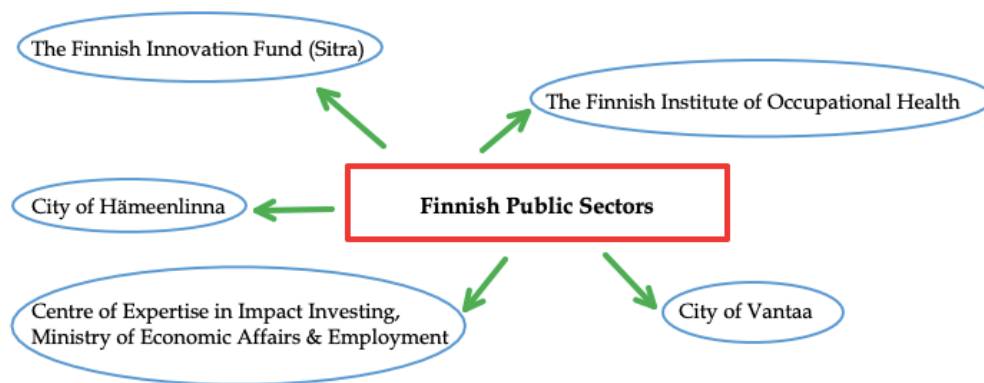 The Finnish Innovation Fund (Sitra)
The Finnish Institute of Occupational Health
City of Hämeenlinna
Finnish Public Sectors
Centre of Expertise in Impact Investing,
Ministry of Economic Affairs & Employment
City of Vantaa